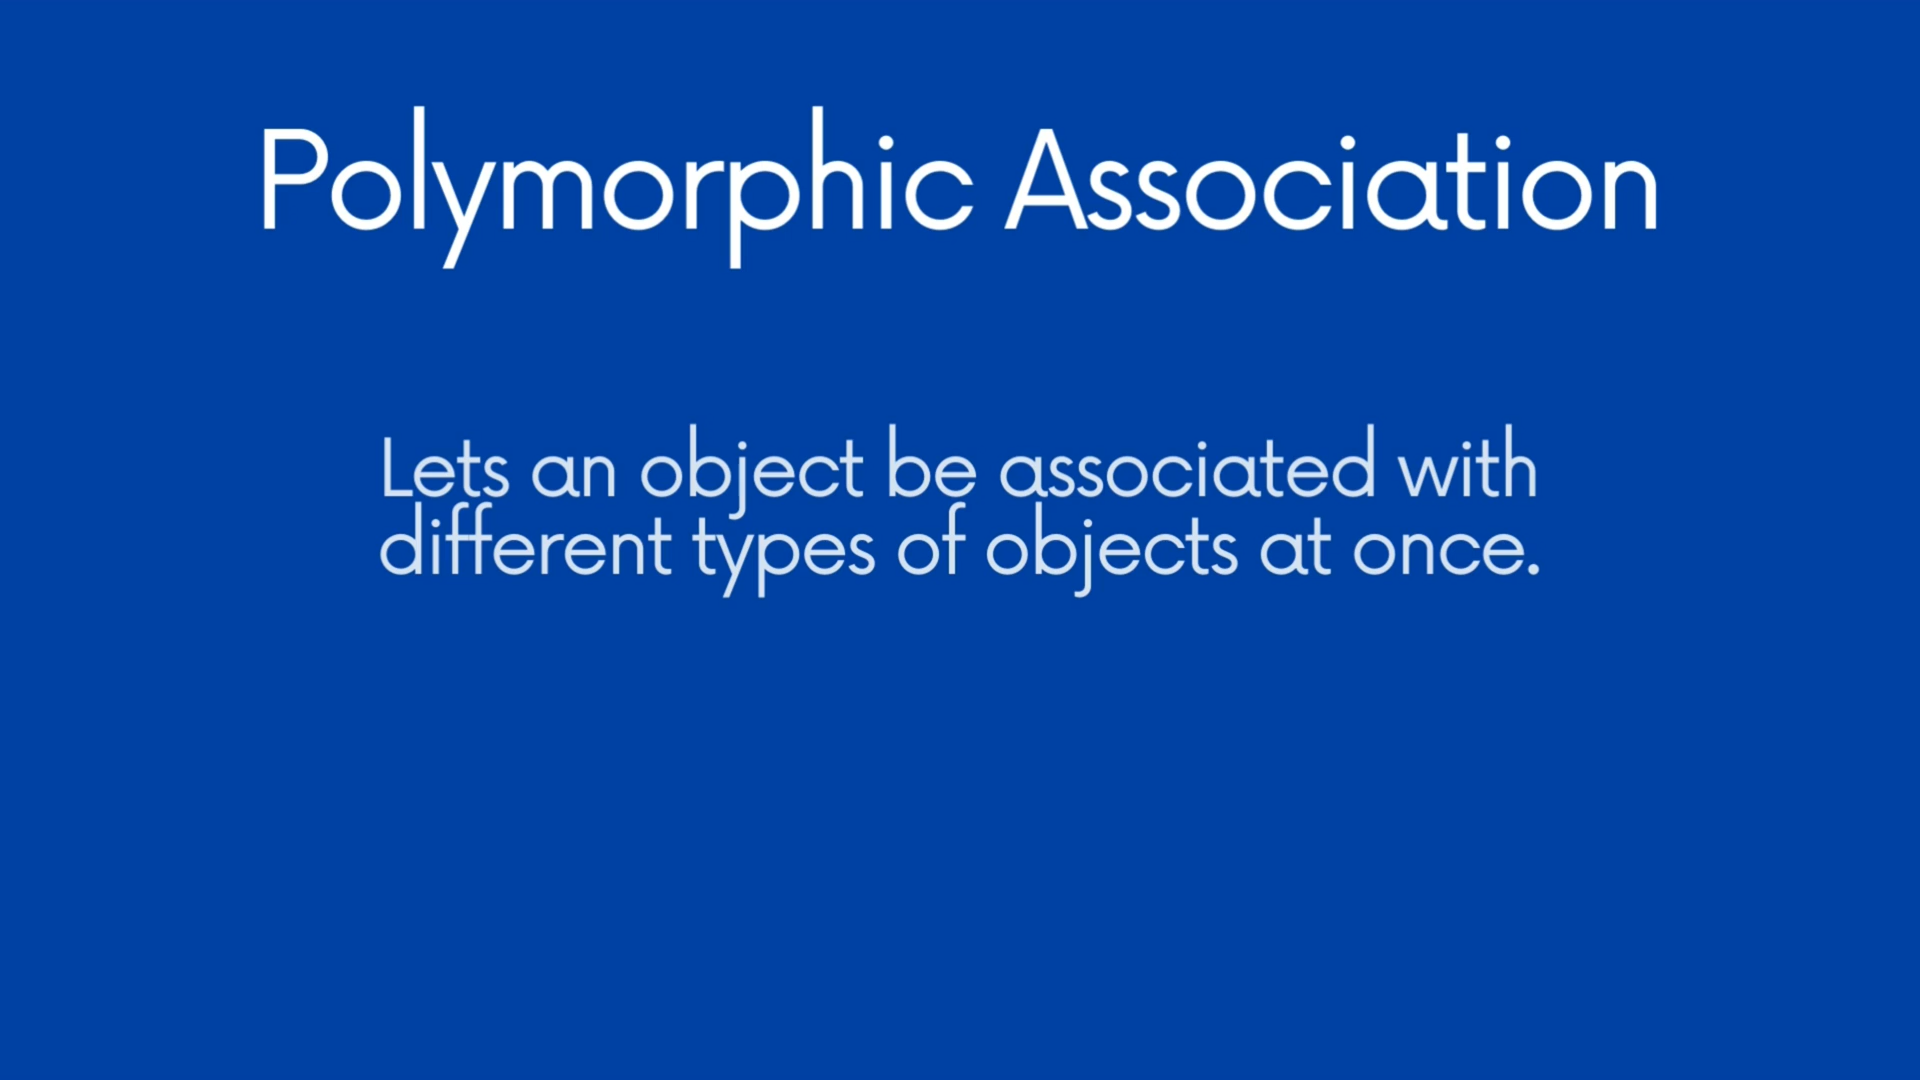 Polymorphic Association
Lets an object be associated with
different types of objects at once.